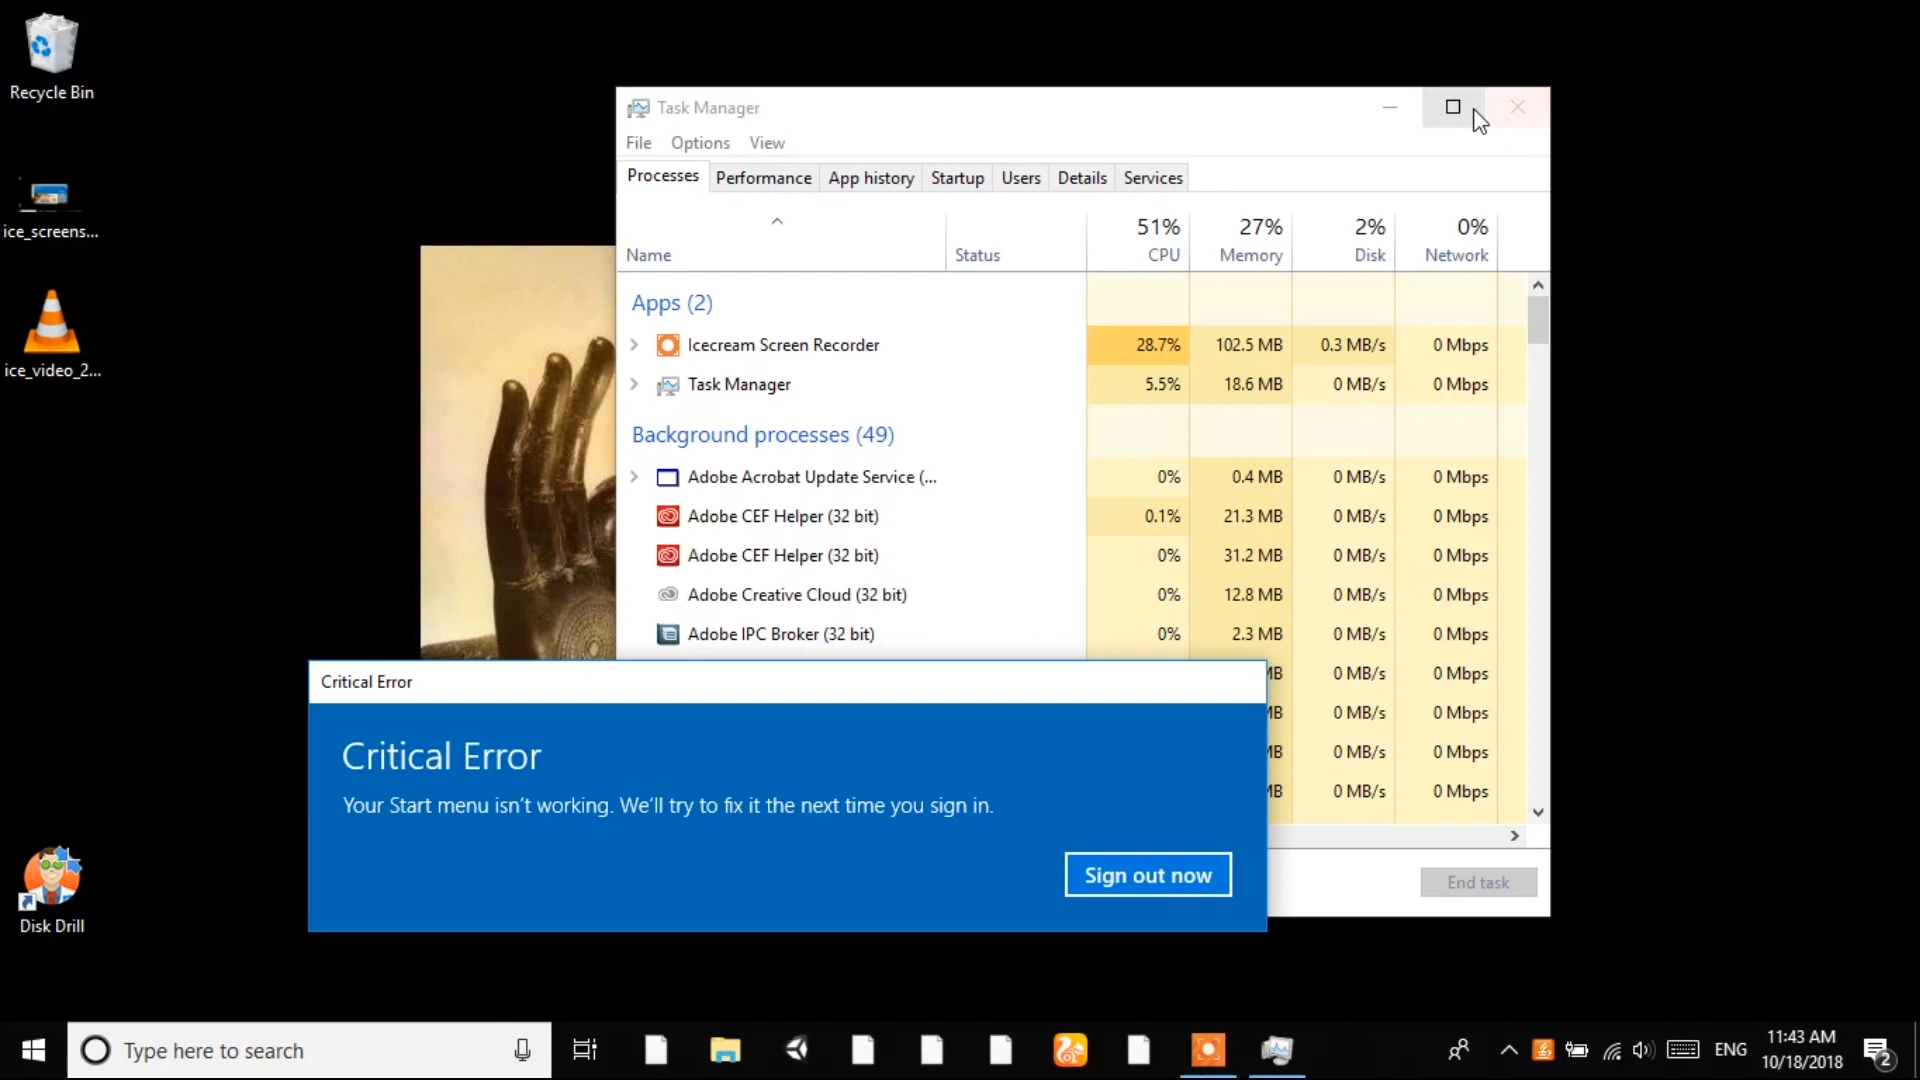 Recycle Bin
ice_screens...
ice_video_2...
Disk Drill
Task Manager
File Options View
Processes Performance App history Startup Users Details Services
51% 27% 2% 0%
Name Status CPU Memory Disk Network
Apps (2)
Icecream Screen Recorder 28.7% 102.5 MB 0.3 MB/s 0 Mbps
Task Manager 5.5% 18.6 MB 0 MB/s 0 Mbps
Background processes (49)
Adobe Acrobat Update Service (... 0% 0.4 MB 0 MB/s 0 Mbps
Adobe CEF Helper (32 bit) 0.1% 21.3 MB 0 MB/s 0 Mbps
Adobe CEF Helper (32 bit) 0% 31.2 MB 0 MB/s 0 Mbps
Adobe Creative Cloud (32 bit) 0% 12.8 MB 0 MB/s 0 Mbps
Adobe IPC Broker (32 bit) 0% 2.3 MB 0 MB/s 0 Mbps
0 MB/s 0 Mbps
0 MB/s 0 Mbps
0 MB/s 0 Mbps
0 MB/s 0 Mbps
End task
Critical Error
Critical Error
Your Start menu isn't working. We'll try to fix it the next time you sign in.
Sign out now
Type here to search
ENG
11:43 AM
10/18/2018
2